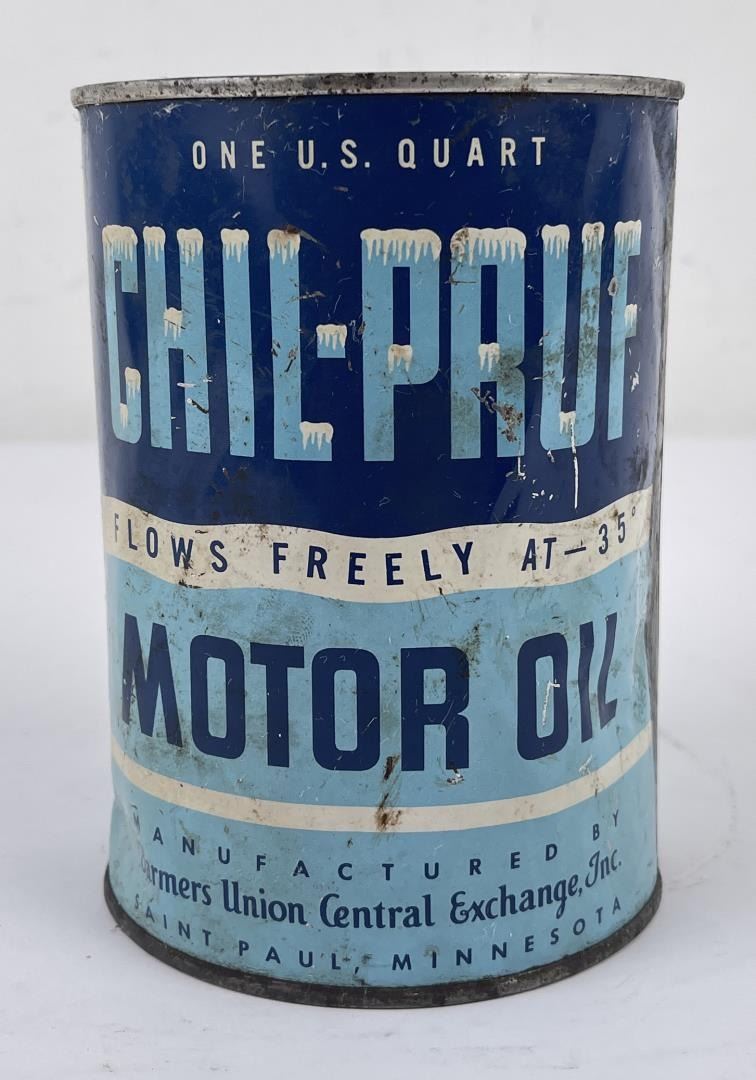 ONE U.S. QUART
CHIL-PRUF
FLOWS FREELY AT -35°
MOTOR OIL
MANUFACTURED BY
Farmers Union Central Exchange, Inc.
SAINT PAUL, MINNESOTA